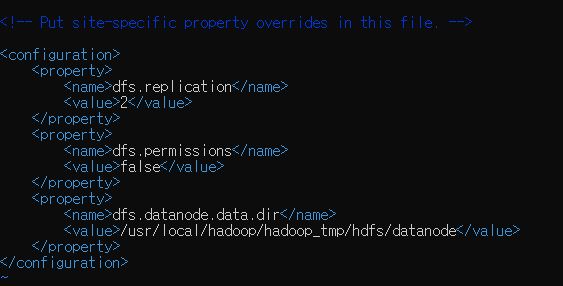 <!-- Put site-specific property overrides in this file. -->
<configuration>
    <property>
        <name>dfs.replication</name>
        <value>2</value>
    </property>
    <property>
        <name>dfs.permissions</name>
        <value>false</value>
    </property>
    <property>
        <name>dfs.datanode.data.dir</name>
        <value>/usr/local/hadoop/hadoop_tmp/hdfs/datanode</value>
    </property>
</configuration>
~